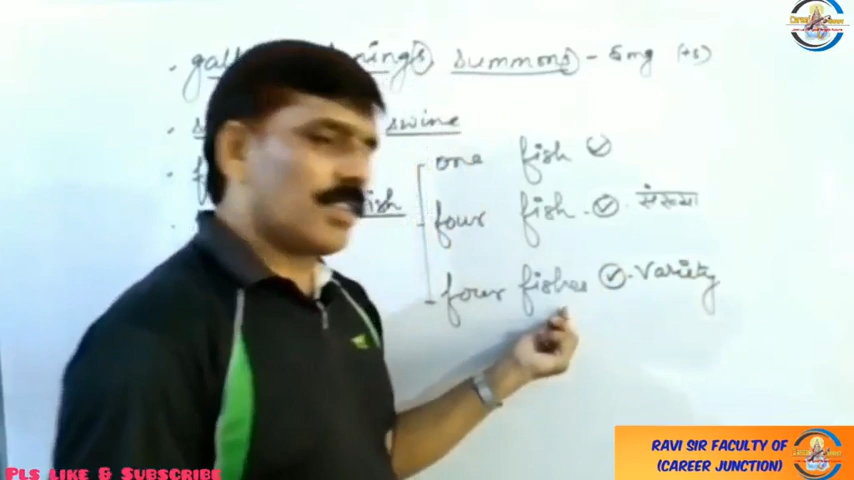 summons - sing (+s)
swine
one fish
four fish. संख्या
ish
four fishes . variety
RAVI SIR FACULTY OF
(CAREER JUNCTION)
PLS LIKE & SUBSCRIBE